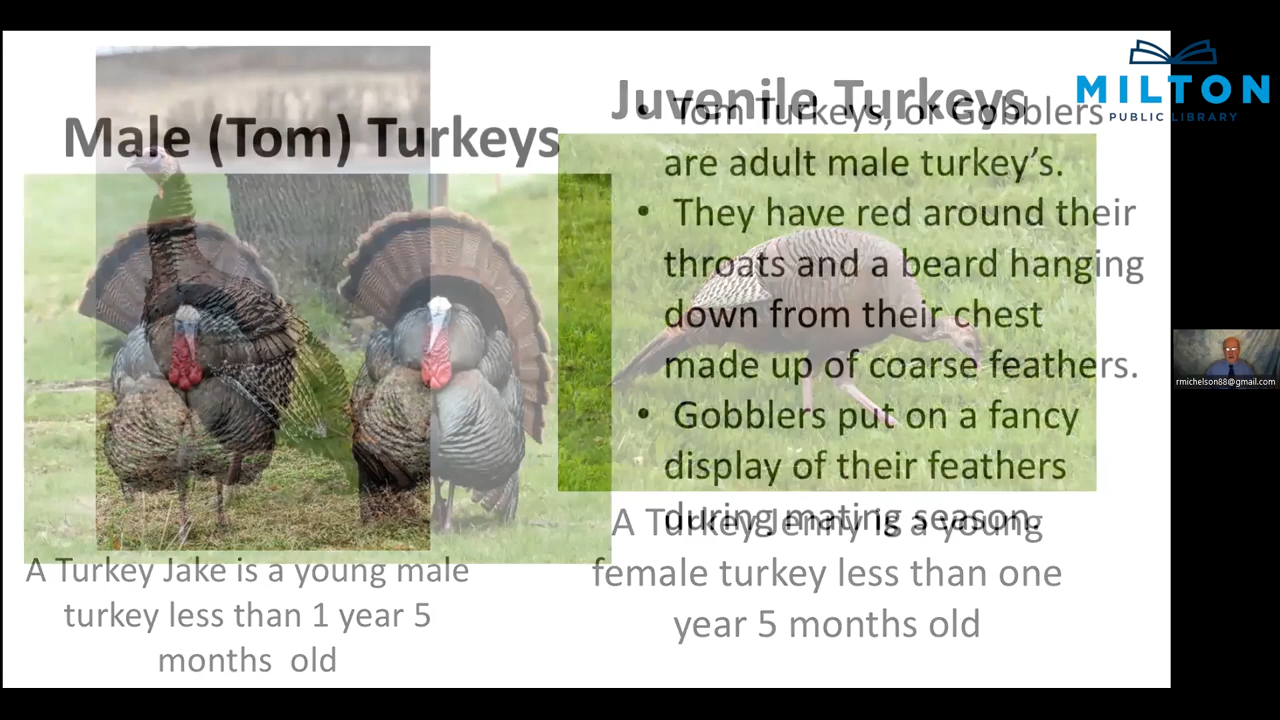 Male (Tom) Turkeys
Juvenile Turkeys
• Tom Turkeys, or Gobblers
are adult male turkey’s.
• They have red around their
throats and a beard hanging
down from their chest
made up of coarse feathers.
• Gobblers put on a fancy
display of their feathers
during mating season.
A Turkey Jake is a young male
turkey less than 1 year 5
months old
A Turkey Jenny is a young
female turkey less than one
year 5 months old
MILTON
PUBLIC LIBRARY
rmichelson88@gmail.com